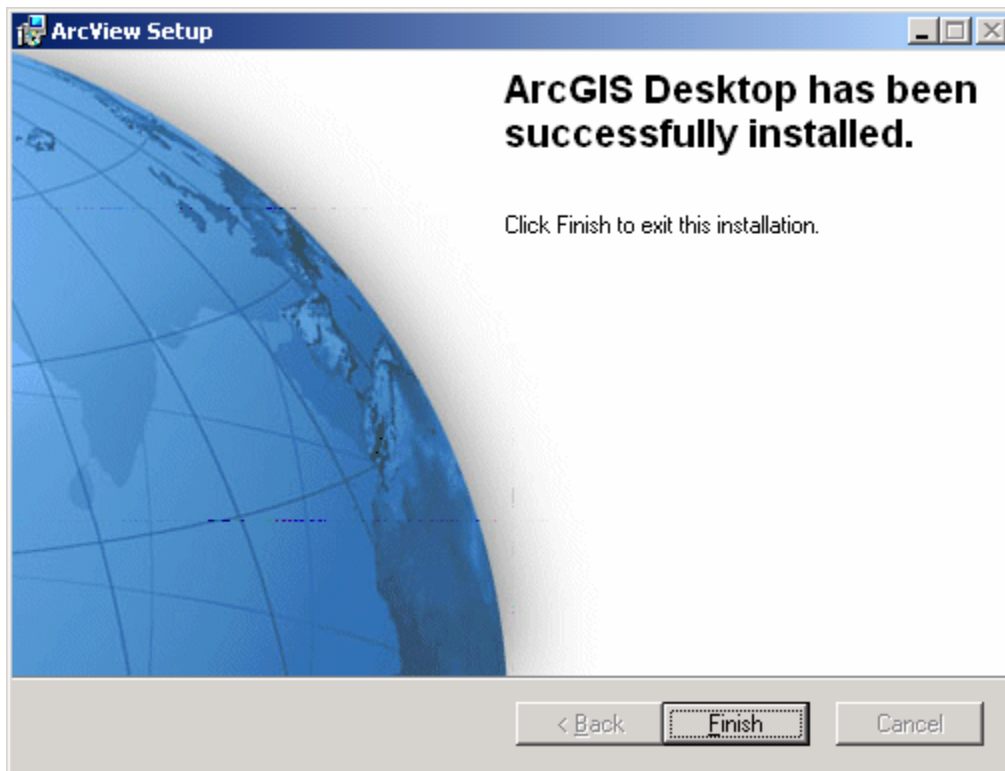 ArcView Setup
ArcGIS Desktop has been
successfully installed.
Click Finish to exit this installation.
< Back
Finish
Cancel